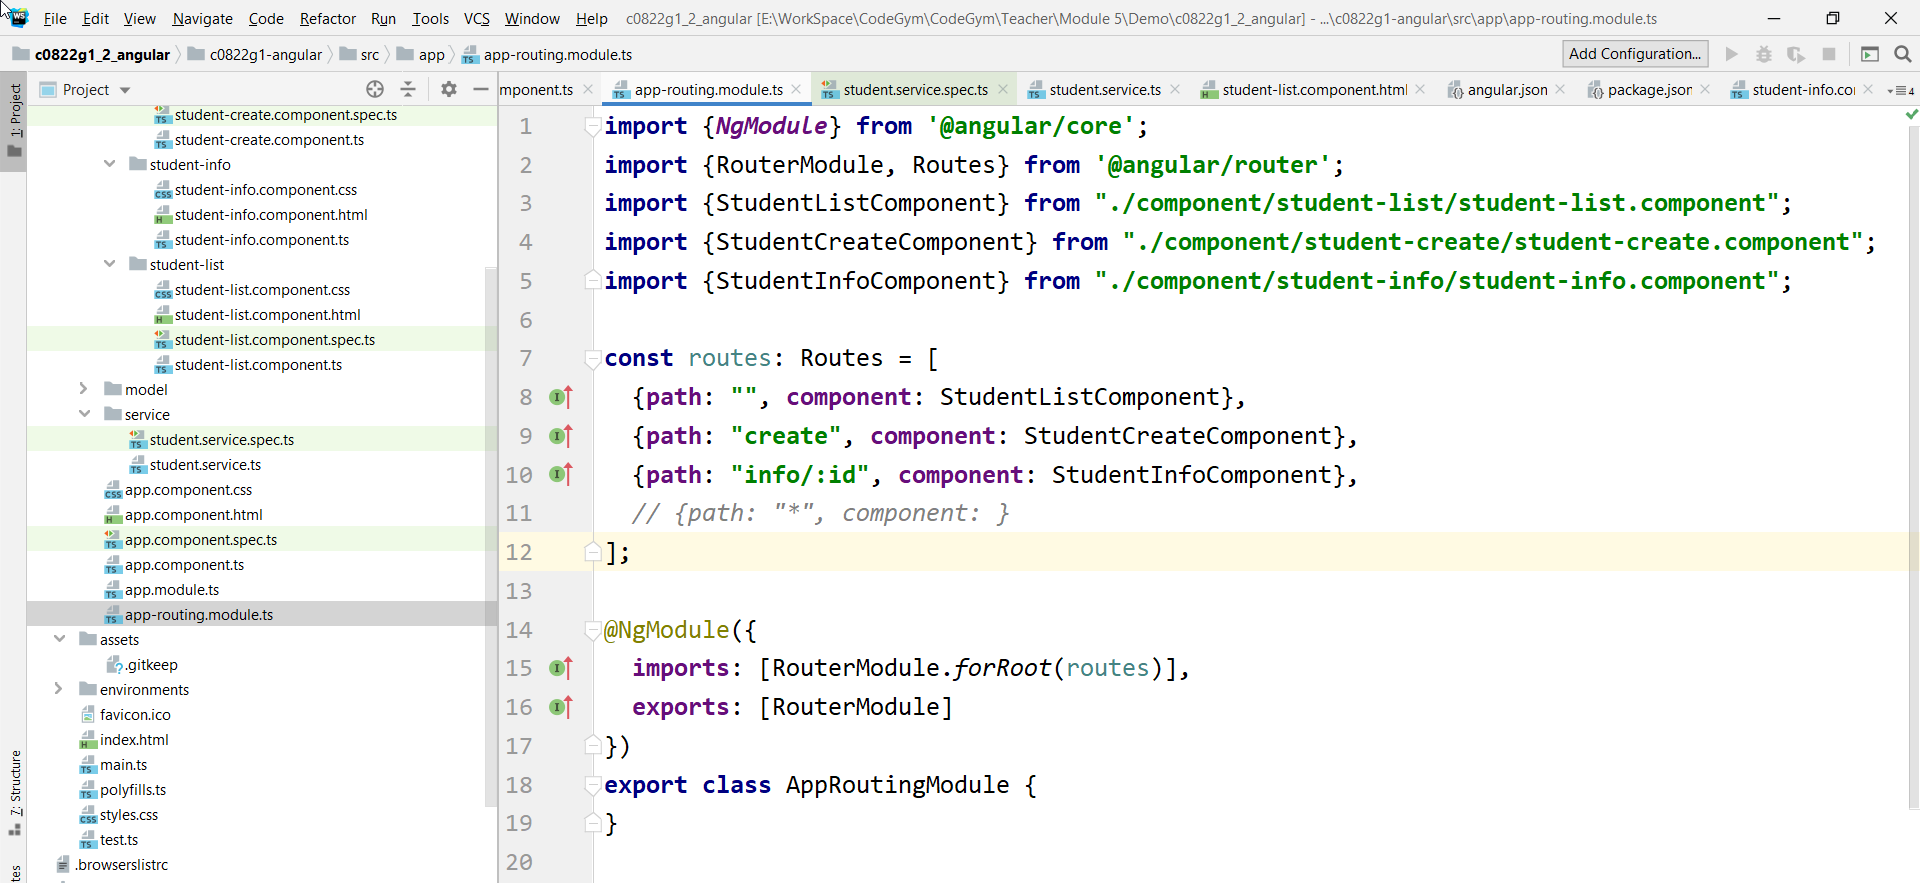 WS File Edit View Navigate Code Refactor Run Tools VCS Window Help c0822g1_2_angular [E:\WorkSpace\CodeGym\CodeGym\Teacher\Module 5\Demo\c0822g1_2_angular] - ...\c0822g1-angular\src\app\app-routing.module.ts
c0822g1_2_angular c0822g1-angular src app app-routing.module.ts Add Configuration...
1: Project
7: Structure
Project
student-create.component.spec.ts
student-create.component.ts
student-info
student-info.component.css
student-info.component.html
student-info.component.ts
student-list
student-list.component.css
student-list.component.html
student-list.component.spec.ts
student-list.component.ts
model
service
student.service.spec.ts
student.service.ts
app.component.css
app.component.html
app.component.spec.ts
app.component.ts
app.module.ts
app-routing.module.ts
assets
.gitkeep
environments
favicon.ico
index.html
main.ts
polyfills.ts
styles.css
test.ts
.browserslistrc
mponent.ts app-routing.module.ts student.service.spec.ts student.service.ts student-list.component.html angular.json package.json student-info.co 4
1 import {NgModule} from '@angular/core';
2 import {RouterModule, Routes} from '@angular/router';
3 import {StudentListComponent} from "./component/student-list/student-list.component";
4 import {StudentCreateComponent} from "./component/student-create/student-create.component";
5 import {StudentInfoComponent} from "./component/student-info/student-info.component";
6
7 const routes: Routes = [
8 {path: "", component: StudentListComponent},
9 {path: "create", component: StudentCreateComponent},
10 {path: "info/:id", component: StudentInfoComponent},
11 // {path: "*", component: }
12 ];
13
14 @NgModule({
15 imports: [RouterModule.forRoot(routes)],
16 exports: [RouterModule]
17 })
18 export class AppRoutingModule {
19 }
20